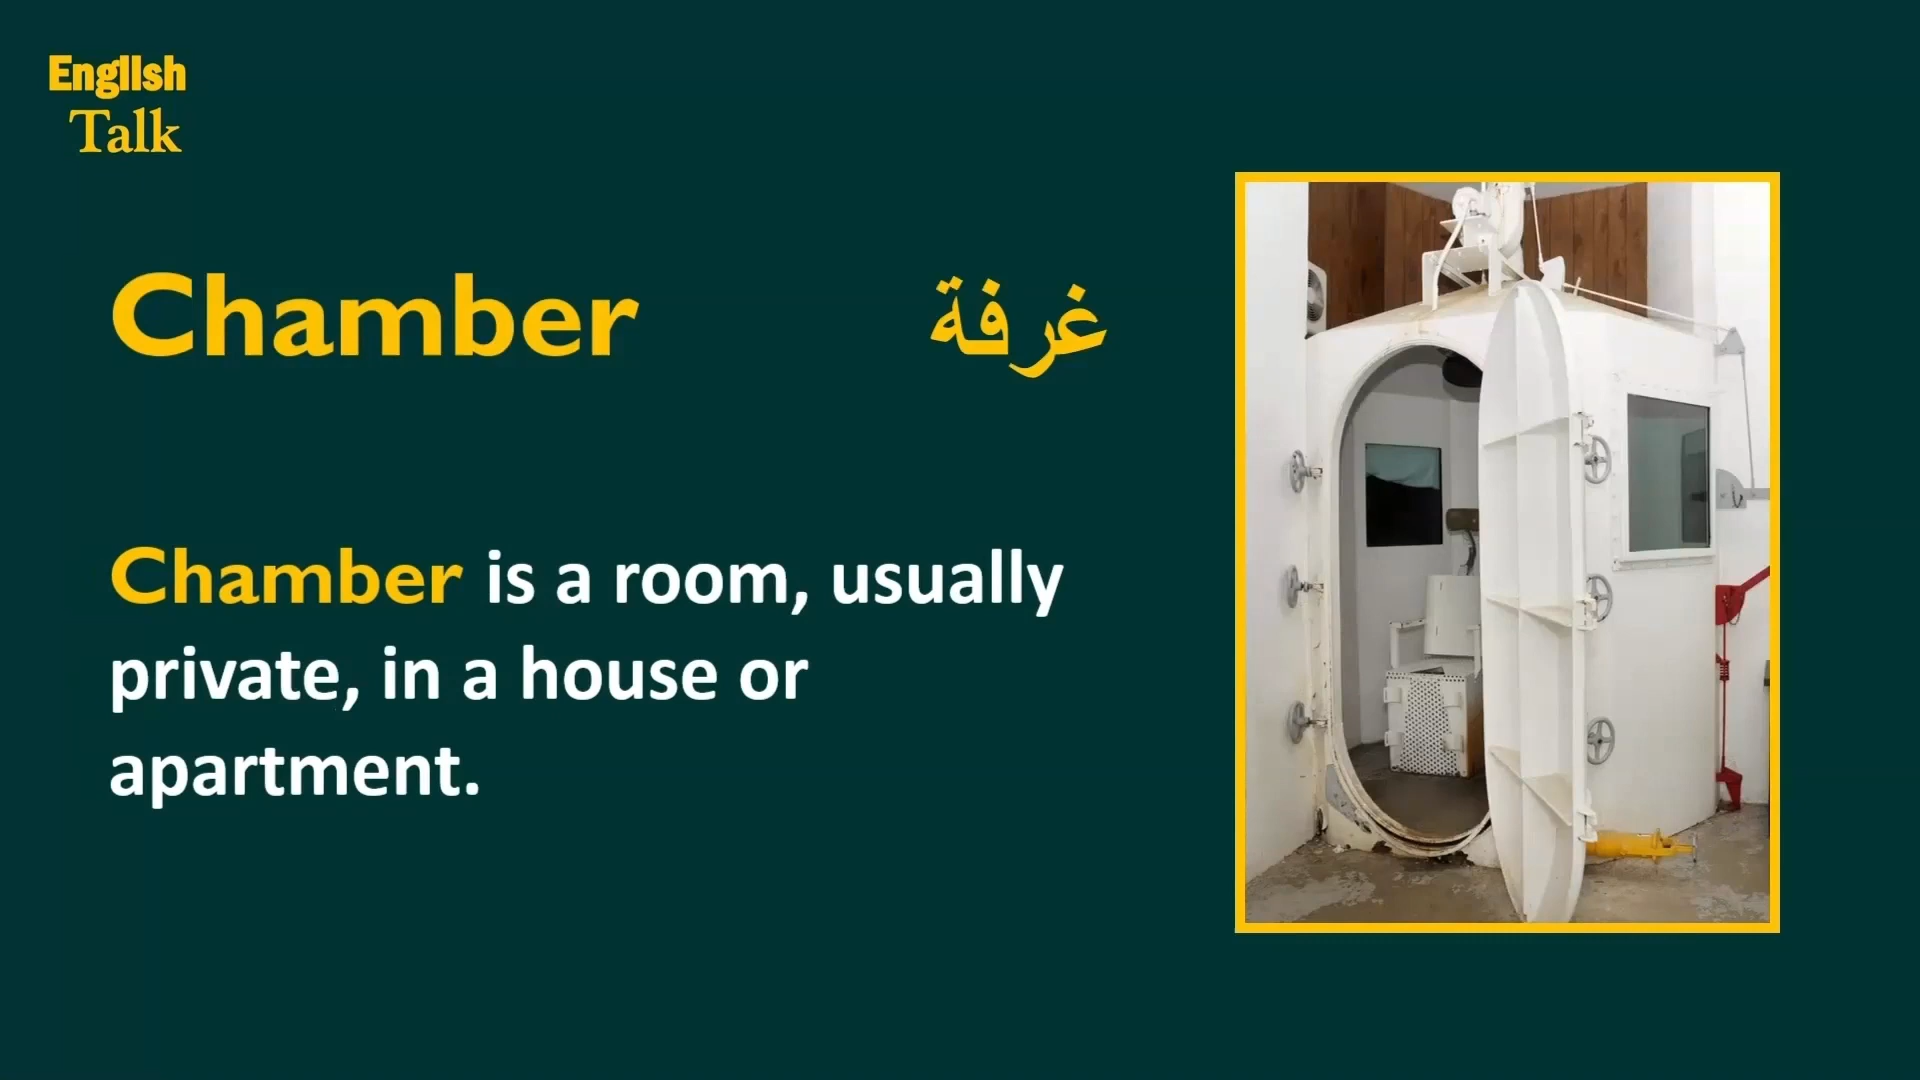 English
Talk
Chamber غرفة
Chamber is a room, usually
private, in a house or
apartment.